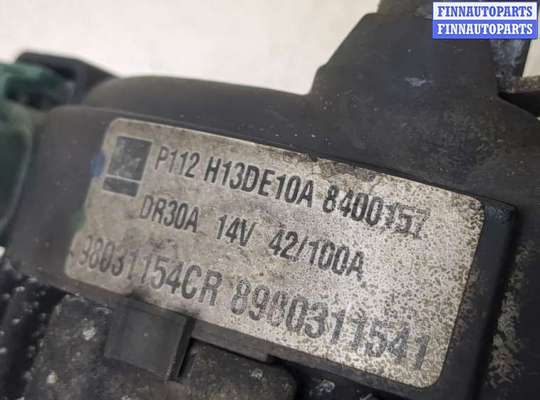 FINNAUTOPARTS
FINNAUTOPARTS
P112 H13DE10A 8400157
DR30A 14V 42/100A
98031154CR 8980311541